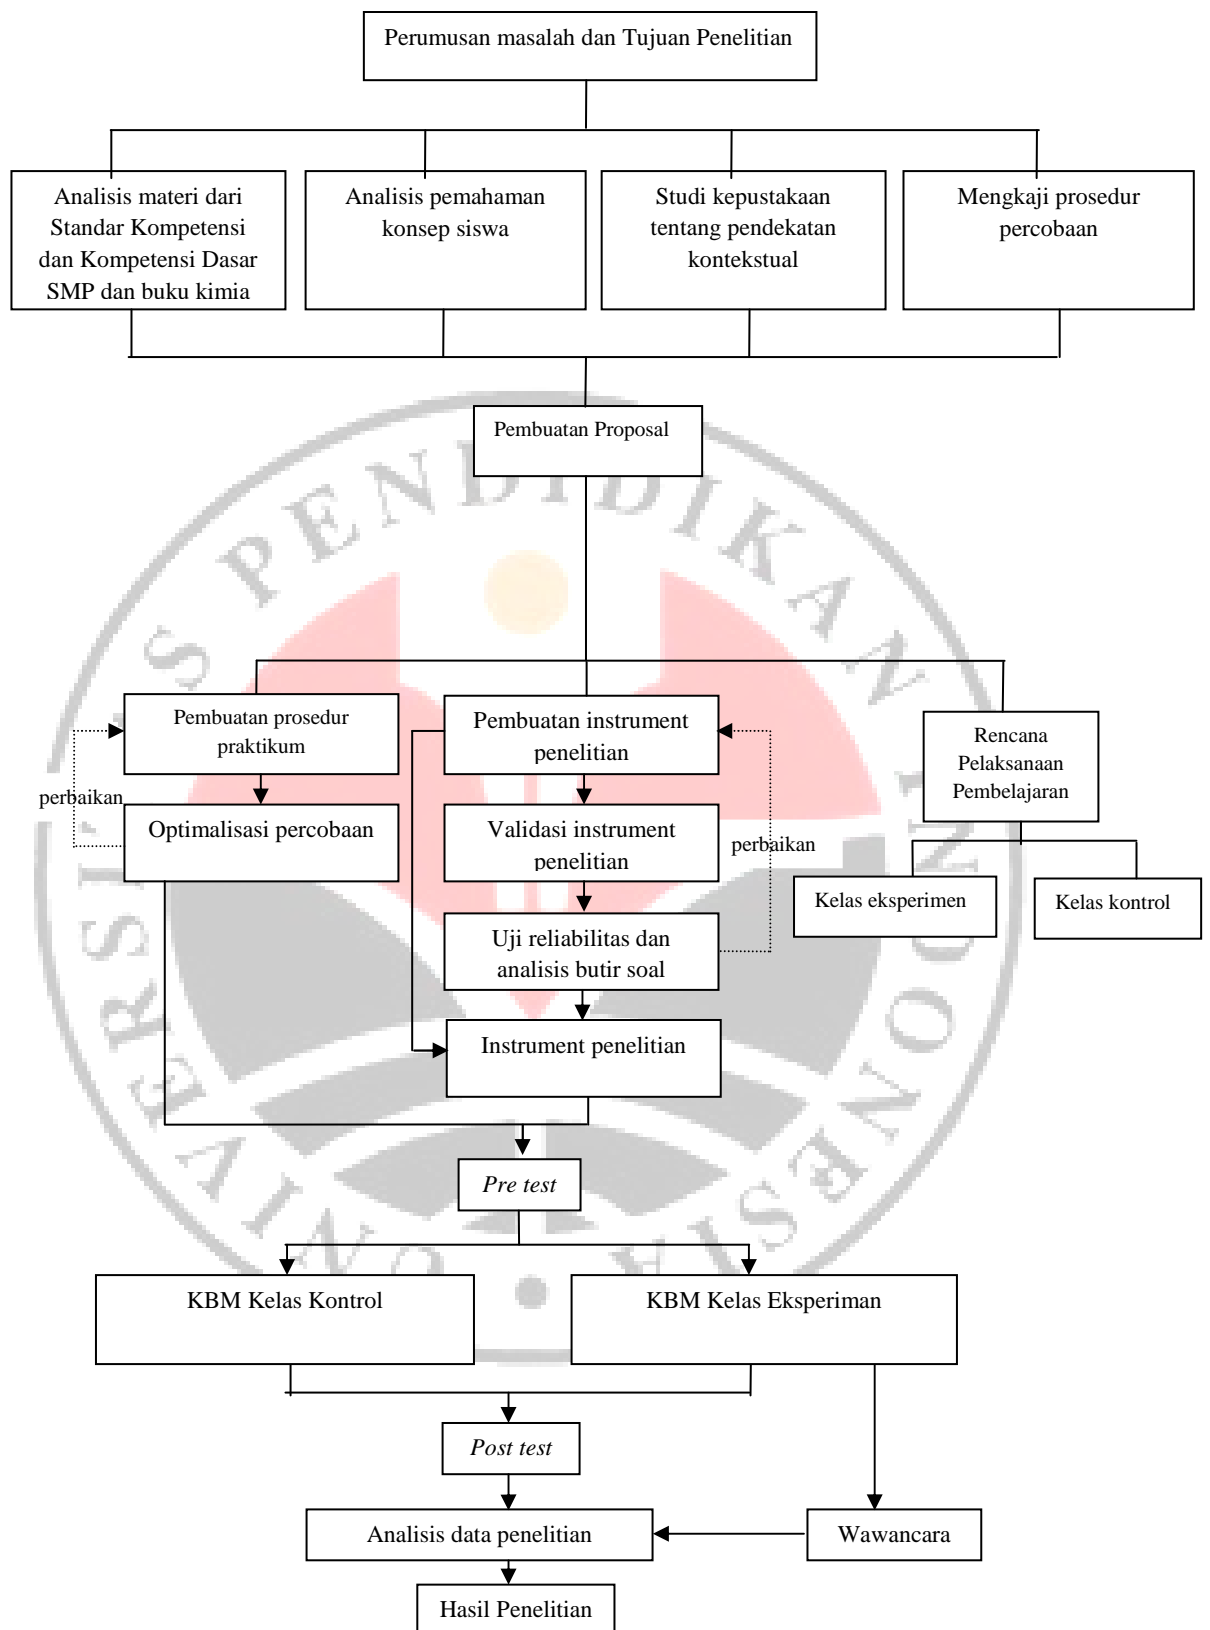 Perumusan masalah dan Tujuan Penelitian
Analisis materi dari
Standar Kompetensi
dan Kompetensi Dasar
SMP dan buku kimia
Analisis pemahaman
konsep siswa
Studi kepustakaan
tentang pendekatan
kontekstual
Mengkaji prosedur
percobaan
Pembuatan Proposal
UNIVERSITAS PENDIDIKAN INDONESIA
Pembuatan prosedur
praktikum
perbaikan
Optimalisasi percobaan
Pembuatan instrument
penelitian
Validasi instrument
penelitian
perbaikan
Uji reliabilitas dan
analisis butir soal
Instrument penelitian
Rencana
Pelaksanaan
Pembelajaran
Kelas eksperimen
Kelas kontrol
Pre test
KBM Kelas Kontrol
KBM Kelas Eksperiman
Post test
Analisis data penelitian
Wawancara
Hasil Penelitian